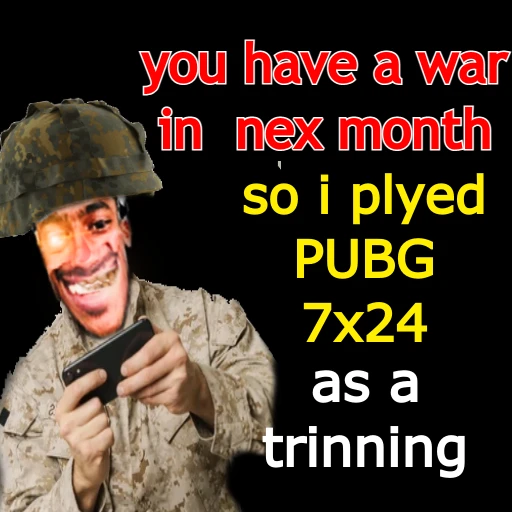 you have a war
in nex month
so i plyed
PUBG
7x24
as a
trinning